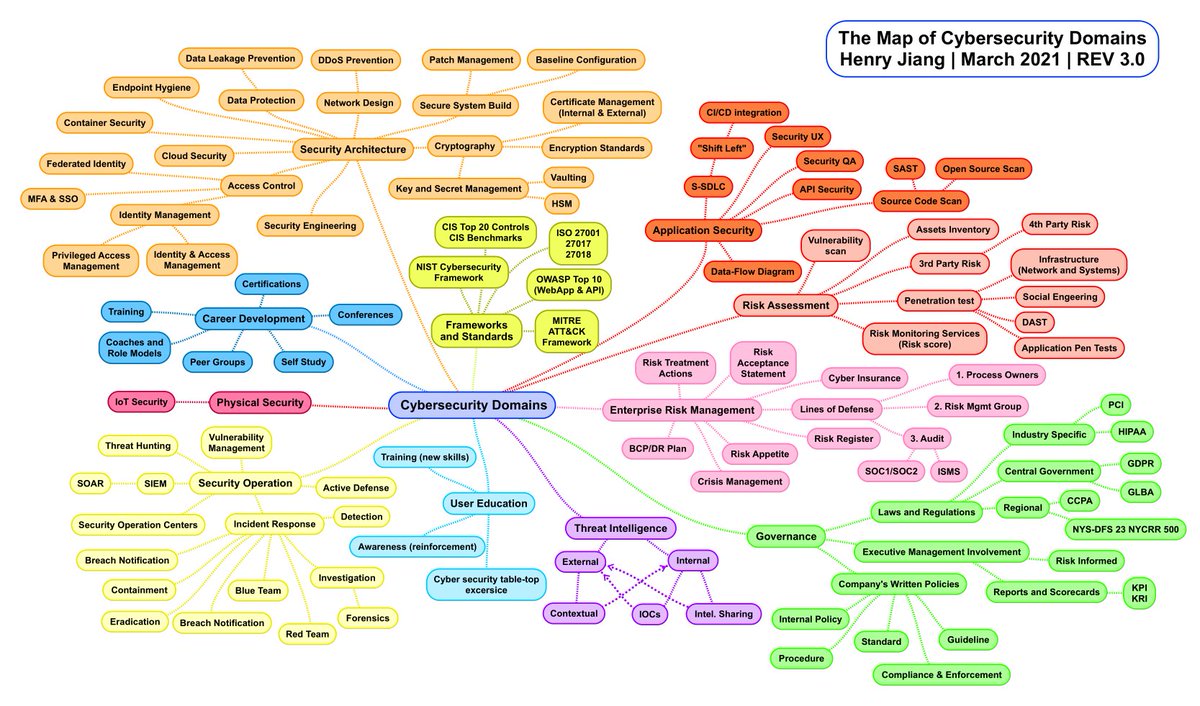 The Map of Cybersecurity Domains
Henry Jiang | March 2021 | REV 3.0
Data Leakage Prevention
DDoS Prevention
Patch Management
Baseline Configuration
Endpoint Hygiene
Data Protection
Network Design
Secure System Build
Certificate Management
(Internal & External)
Container Security
Security Architecture
Cryptography
Encryption Standards
Federated Identity
Cloud Security
MFA & SSO
Access Control
Key and Secret Management
Vaulting
HSM
Identity Management
Security Engineering
Privileged Access
Management
Identity & Access
Management
CI/CD integration
"Shift Left"
Security UX
Security QA
S-SDLC
API Security
SAST
Open Source Scan
Source Code Scan
Application Security
Data-Flow Diagram
CIS Top 20 Controls
CIS Benchmarks
ISO 27001
27017
27018
NIST Cybersecurity
Framework
OWASP Top 10
(WebApp & API)
Frameworks
and Standards
MITRE
ATT&CK
Framework
Vulnerability
scan
Assets Inventory
4th Party Risk
3rd Party Risk
Infrastructure
(Network and Systems)
Risk Assessment
Penetration test
Social Engeering
DAST
Risk Monitoring Services
(Risk score)
Application Pen Tests
Certifications
Training
Career Development
Conferences
Coaches and
Role Models
Peer Groups
Self Study
IoT Security
Physical Security
Cybersecurity Domains
Risk Treatment
Actions
Risk
Acceptance
Statement
Cyber Insurance
1. Process Owners
Enterprise Risk Management
Lines of Defense
2. Risk Mgmt Group
BCP/DR Plan
Risk Register
3. Audit
Risk Appetite
SOC1/SOC2
ISMS
Crisis Management
Threat Hunting
Vulnerability
Management
SOAR
SIEM
Security Operation
Active Defense
Security Operation Centers
Incident Response
Detection
Breach Notification
Containment
Blue Team
Investigation
Eradication
Breach Notification
Red Team
Forensics
Training (new skills)
User Education
Awareness (reinforcement)
Cyber security table-top
excersice
Threat Intelligence
External
Internal
Contextual
IOCs
Intel. Sharing
PCI
Industry Specific
HIPAA
Central Government
GDPR
GLBA
Laws and Regulations
Regional
CCPA
NYS-DFS 23 NYCRR 500
Governance
Executive Management Involvement
Risk Informed
Company's Written Policies
Reports and Scorecards
KPI
KRI
Internal Policy
Procedure
Standard
Guideline
Compliance & Enforcement